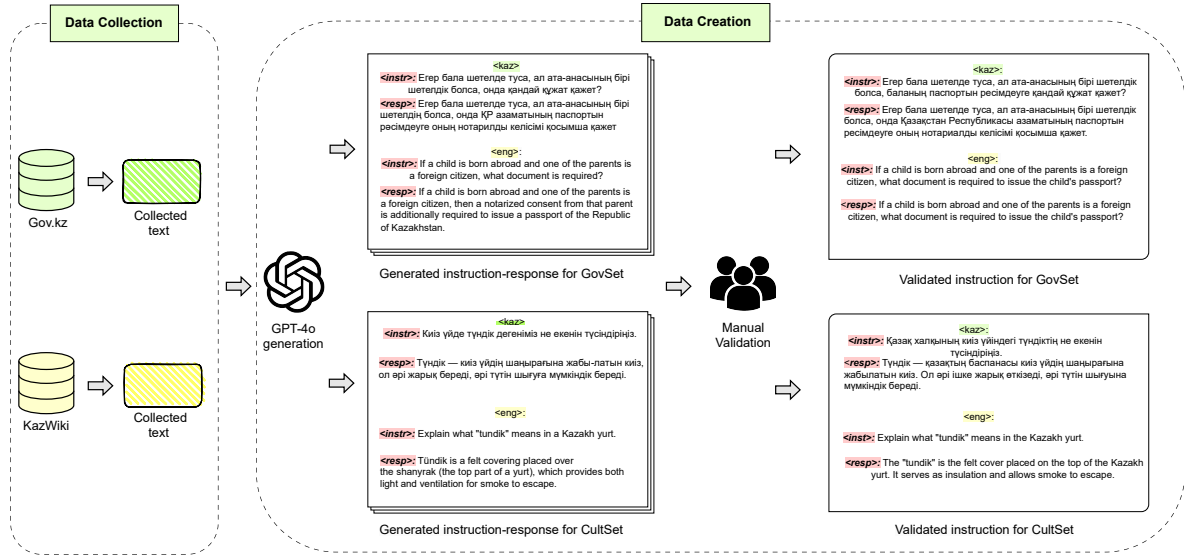 Data Collection
Data Creation
Gov.kz
Collected
text
KazWiki
Collected
text
GPT-4o
generation
<kaz>
<instr>: Егер бала шетелде туса, ал ата-анасының бірі
шетелдік болса, онда қандай құжат қажет?
<resp>: Егер бала шетелде туса, ал ата-анасының бірі
шетелдің болса, онда ҚР азаматының паспортын
рәсімдеуге оның нотарилды келісімі қосымша қажет
<eng>:
<instr>: If a child is born abroad and one of the parents is
a foreign citizen, what document is required?
<resp>: If a child is born abroad and one of the parents is
a foreign citizen, then a notarized consent from that parent
is additionally required to issue a passport of the Republic
of Kazakhstan.
Generated instruction-response for GovSet
<kaz>
<instr>: Киіз үйде түндік дегеніміз не екенін түсіндіріңіз.
<resp>: Түндік — киіз үйдің шаңырағына жабы-латын киіз,
ол әрі жарық береді, әрі түтін шығуға мүмкіндік береді.
<eng>:
<instr>: Explain what "tundik" means in a Kazakh yurt.
<resp>: Tündik is a felt covering placed over
the shanyrak (the top part of a yurt), which provides both
light and ventilation for smoke to escape.
Generated instruction-response for CultSet
Manual
Validation
<kaz>:
<instr>: Егер бала шетелде туса, ал ата-анасының бірі шетелдік
болса, баланың паспортын ресімдеуге қандай құжат қажет?
<resp>: Егер бала шетелде туса, ал ата-анасының бірі шетелдік
болса, онда Қазақстан Республикасы азаматының паспортын
ресімдеуге оның нотариалды келісімі қосымша қажет.
<eng>:
<inst>: If a child is born abroad and one of the parents is a foreign
citizen, what document is required to issue the child's passport?
<resp>: If a child is born abroad and one of the parents is a foreign
citizen, what document is required to issue the child's passport?
Validated instruction for GovSet
<kaz>:
<instr>: Қазақ халқының киіз үйіндегі түндіктің не екенін
түсіндіріңіз.
<resp>: Түндік — қазақтың баспанасы киіз үйдің шаңырағына
жабылатын киіз. Ол әрі ішке жарық өткізеді, әрі түтін шығуына
мүмкіндік береді.
<eng>:
<inst>: Explain what "tundik" means in the Kazakh yurt.
<resp>: The "tundik" is the felt cover placed on the top of the Kazakh
yurt. It serves as insulation and allows smoke to escape.
Validated instruction for CultSet